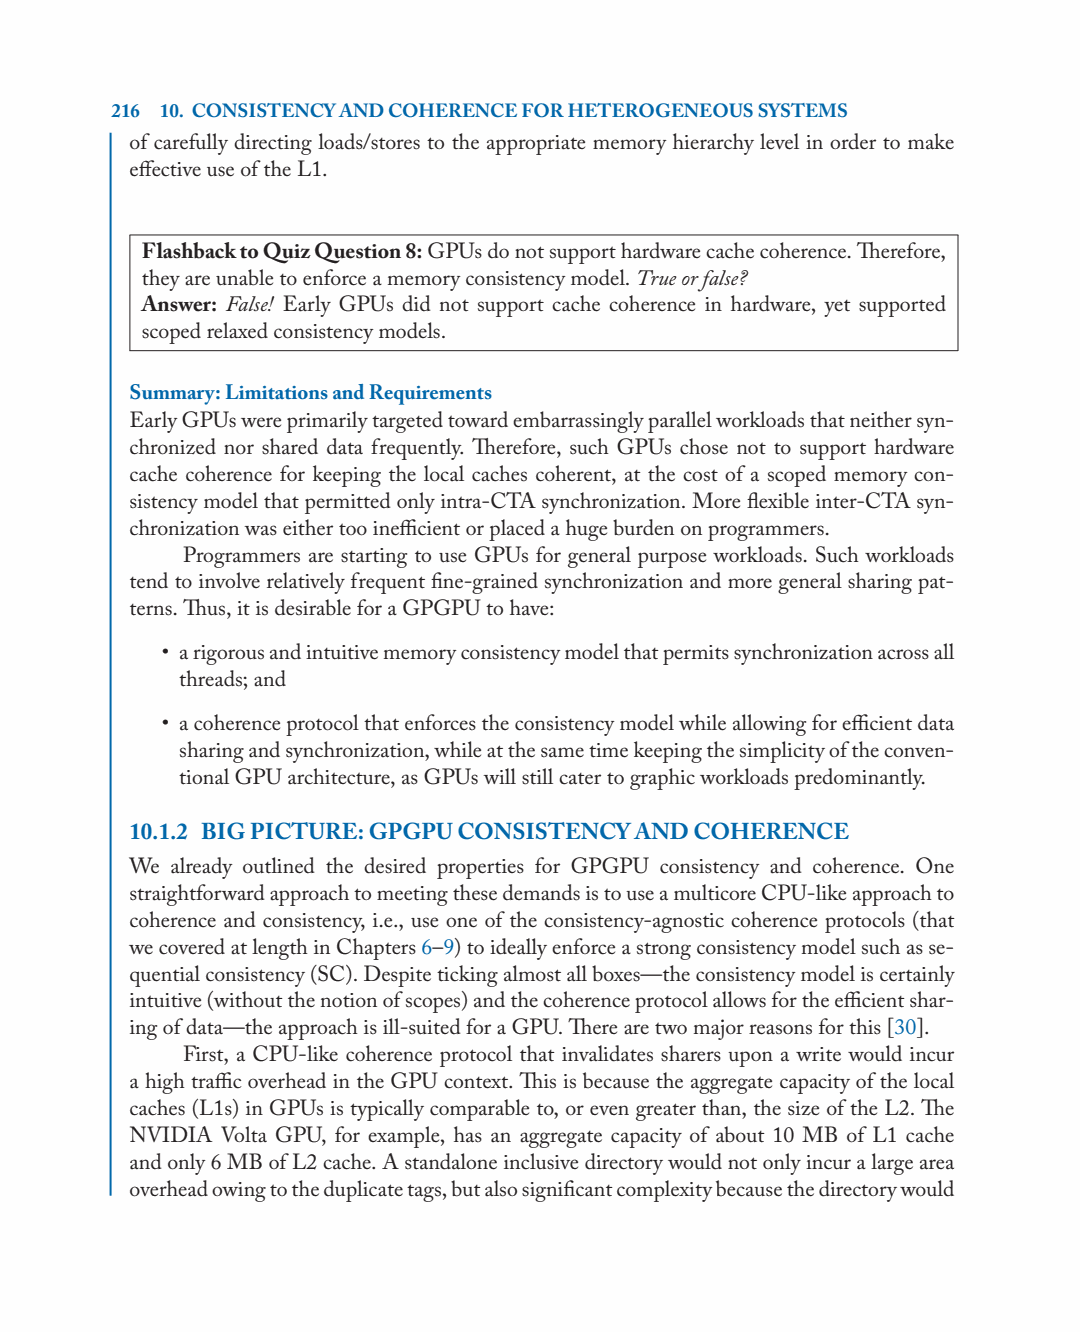 216 10. CONSISTENCY AND COHERENCE FOR HETEROGENEOUS SYSTEMS
of carefully directing loads/stores to the appropriate memory hierarchy level in order to make
effective use of the L1.
Flashback to Quiz Question 8: GPUs do not support hardware cache coherence. Therefore,
they are unable to enforce a memory consistency model. True or false?
Answer: False! Early GPUs did not support cache coherence in hardware, yet supported
scoped relaxed consistency models.
Summary: Limitations and Requirements
Early GPUs were primarily targeted toward embarrassingly parallel workloads that neither syn-
chronized nor shared data frequently. Therefore, such GPUs chose not to support hardware
cache coherence for keeping the local caches coherent, at the cost of a scoped memory con-
sistency model that permitted only intra-CTA synchronization. More flexible inter-CTA syn-
chronization was either too inefficient or placed a huge burden on programmers.
Programmers are starting to use GPUs for general purpose workloads. Such workloads
tend to involve relatively frequent fine-grained synchronization and more general sharing pat-
terns. Thus, it is desirable for a GPGPU to have:
• a rigorous and intuitive memory consistency model that permits synchronization across all
threads; and
• a coherence protocol that enforces the consistency model while allowing for efficient data
sharing and synchronization, while at the same time keeping the simplicity of the conven-
tional GPU architecture, as GPUs will still cater to graphic workloads predominantly.
10.1.2 BIG PICTURE: GPGPU CONSISTENCY AND COHERENCE
We already outlined the desired properties for GPGPU consistency and coherence. One
straightforward approach to meeting these demands is to use a multicore CPU-like approach to
coherence and consistency, i.e., use one of the consistency-agnostic coherence protocols (that
we covered at length in Chapters 6–9) to ideally enforce a strong consistency model such as se-
quential consistency (SC). Despite ticking almost all boxes—the consistency model is certainly
intuitive (without the notion of scopes) and the coherence protocol allows for the efficient shar-
ing of data—the approach is ill-suited for a GPU. There are two major reasons for this [30].
First, a CPU-like coherence protocol that invalidates sharers upon a write would incur
a high traffic overhead in the GPU context. This is because the aggregate capacity of the local
caches (L1s) in GPUs is typically comparable to, or even greater than, the size of the L2. The
NVIDIA Volta GPU, for example, has an aggregate capacity of about 10 MB of L1 cache
and only 6 MB of L2 cache. A standalone inclusive directory would not only incur a large area
overhead owing to the duplicate tags, but also significant complexity because the directory would